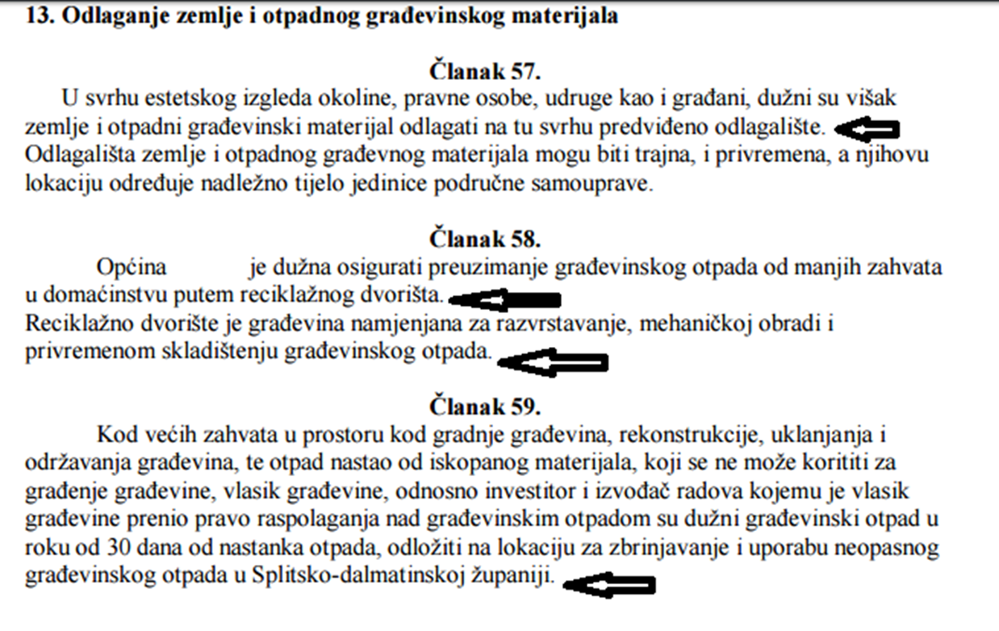 13. Odlaganje zemlje i otpadnog građevinskog materijala
Članak 57.
U svrhu estetskog izgleda okoline, pravne osobe, udruge kao i građani, dužni su višak
zemlje i otpadni građevinski materijal odlagati na tu svrhu predviđeno odlagalište.
Odlagališta zemlje i otpadnog građevnog materijala mogu biti trajna, i privremena, a njihovu
lokaciju određuje nadležno tijelo jedinice područne samouprave.
Članak 58.
Općina je dužna osigurati preuzimanje građevinskog otpada od manjih zahvata
u domaćinstvu putem reciklažnog dvorišta.
Reciklažno dvorište je građevina namjenjana za razvrstavanje, mehaničkoj obradi i
privremenom skladištenju građevinskog otpada.
Članak 59.
Kod većih zahvata u prostoru kod gradnje građevina, rekonstrukcije, uklanjanja i
održavanja građevina, te otpad nastao od iskopanog materijala, koji se ne može korititi za
građenje građevine, vlasik građevine, odnosno investitor i izvođač radova kojemu je vlasik
građevine prenio pravo raspolaganja nad građevinskim otpadom su dužni građevinski otpad u
roku od 30 dana od nastanka otpada, odložiti na lokaciju za zbrinjavanje i uporabu neopasnog
građevinskog otpada u Splitsko-dalmatinskoj županiji.